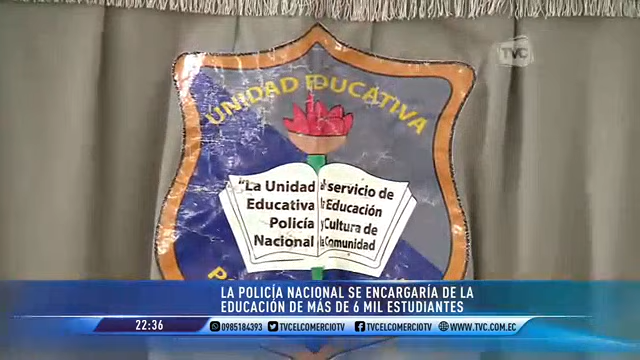 TVC
UNIDAD EDUCATIVA
"La Unidad al servicio de
Educativa la Educación
Policía y Cultura de
Nacional la Comunidad
LA POLICÍA NACIONAL SE ENCARGARÍA DE LA
EDUCACIÓN DE MÁS DE 6 MIL ESTUDIANTES
22:36 0985184393 TVCELCOMERCIOTV TVCELCOMERCIOTV WWW.TVC.COM.EC